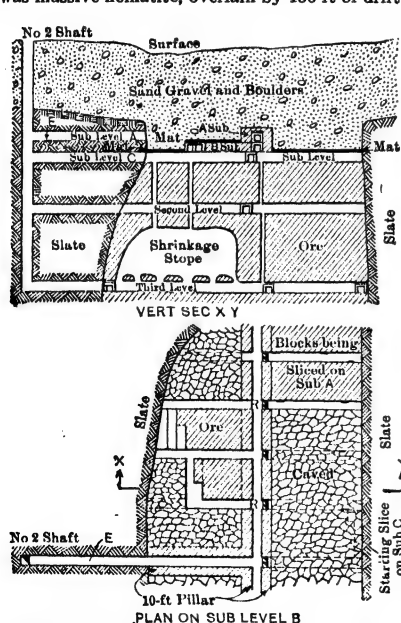 was massive hematite, overlain by 150 ft of drift
No 2 Shaft
Surface
Sand Gravel and Boulders
E
A Sub
Sub Level A
Mat
B Sub
Mat
Sub Level C
Sub Level
Second Level
Slate
Shrinkage
Stope
Ore
Slate
Third Level
VERT SEC X Y
Blocks being
Sliced on
Sub A
Slate
R
Ore
Slate
Caved
X
R
No 2 Shaft
E
Starting Slice
on Sub C
10-ft Pillar
PLAN ON SUB LEVEL B